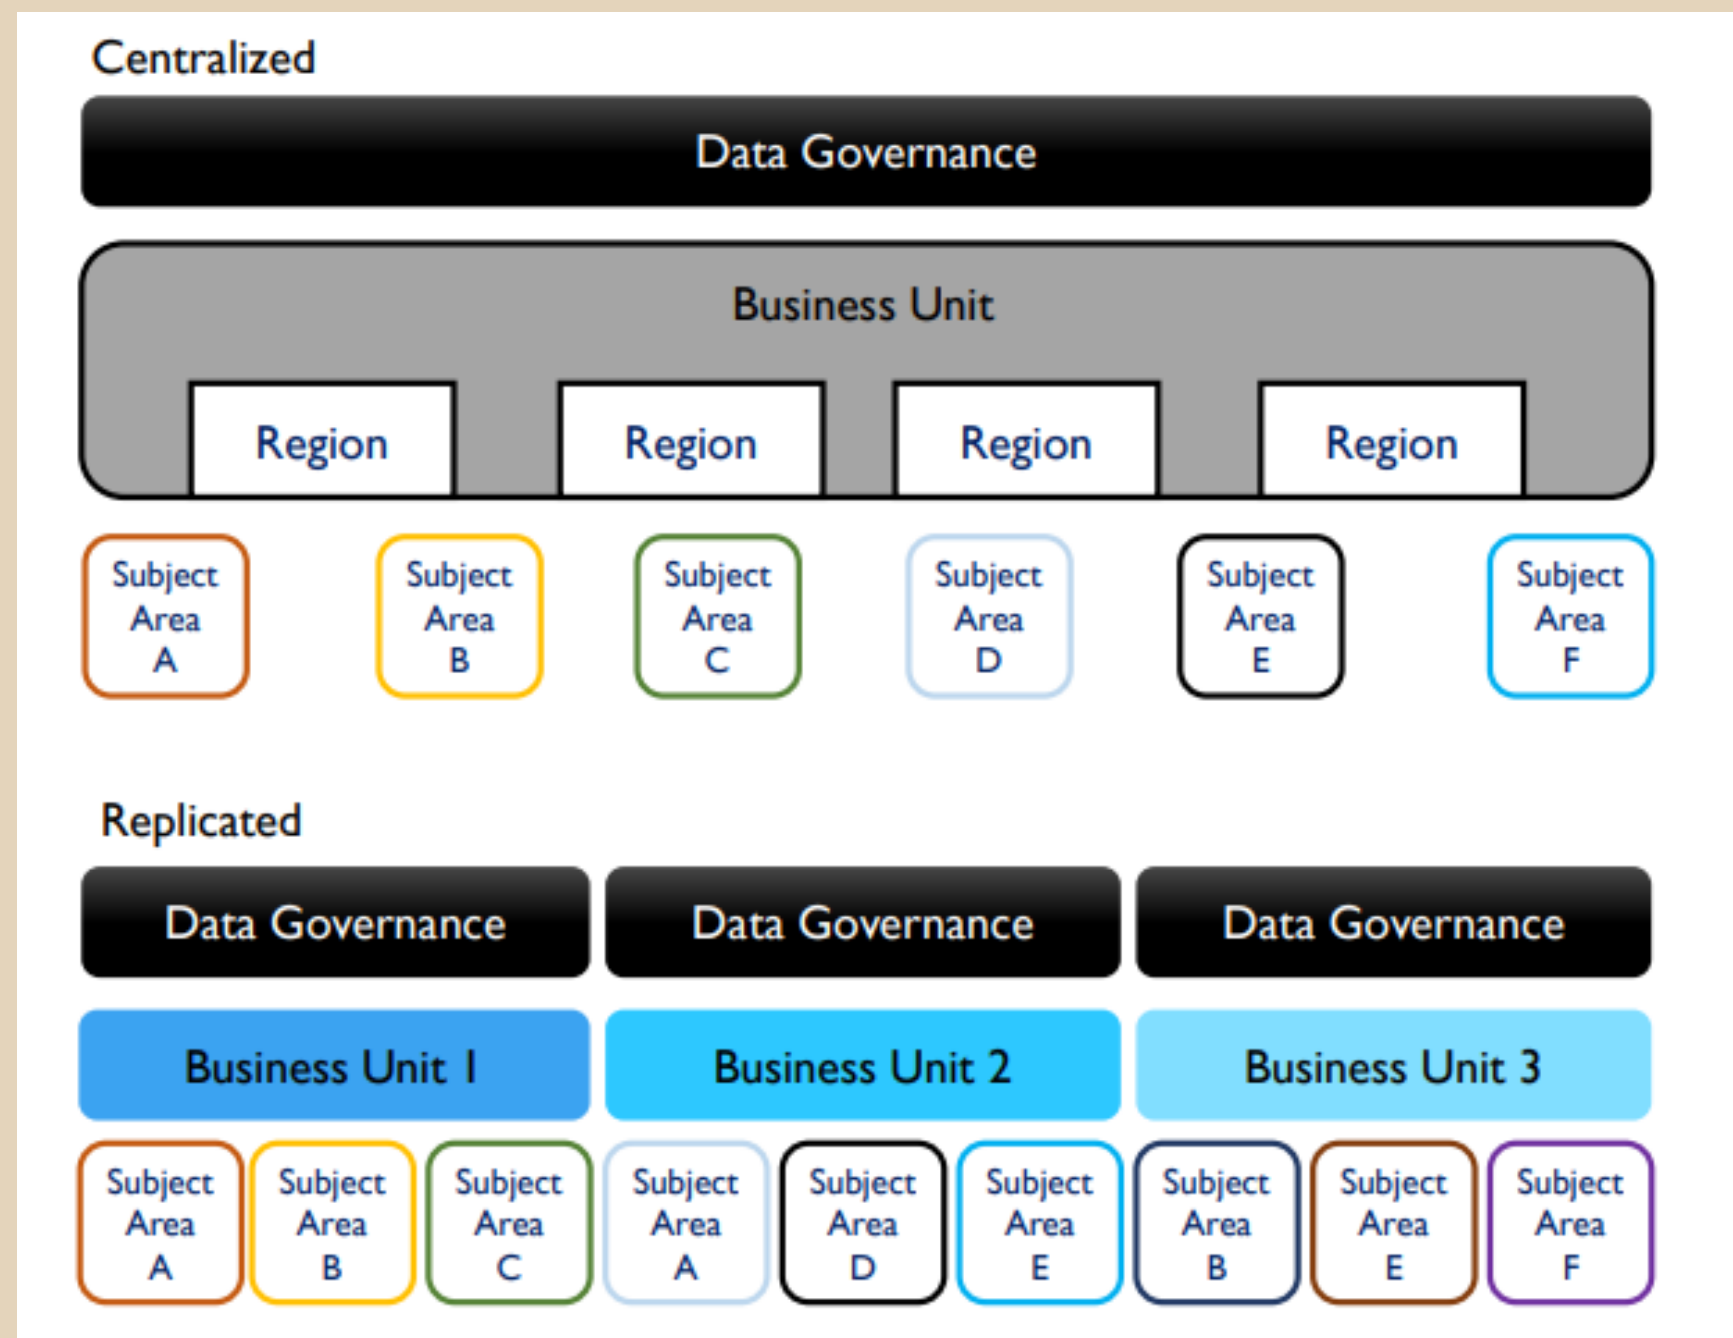 Centralized
Data Governance
Business Unit
Region Region Region Region
Subject Subject Subject Subject Subject Subject
Area Area Area Area Area Area
A B C D E F
Replicated
Data Governance Data Governance Data Governance
Business Unit 1 Business Unit 2 Business Unit 3
Subject Subject Subject Subject Subject Subject Subject Subject Subject
Area Area Area Area Area Area Area Area Area
A B C A D E B E F